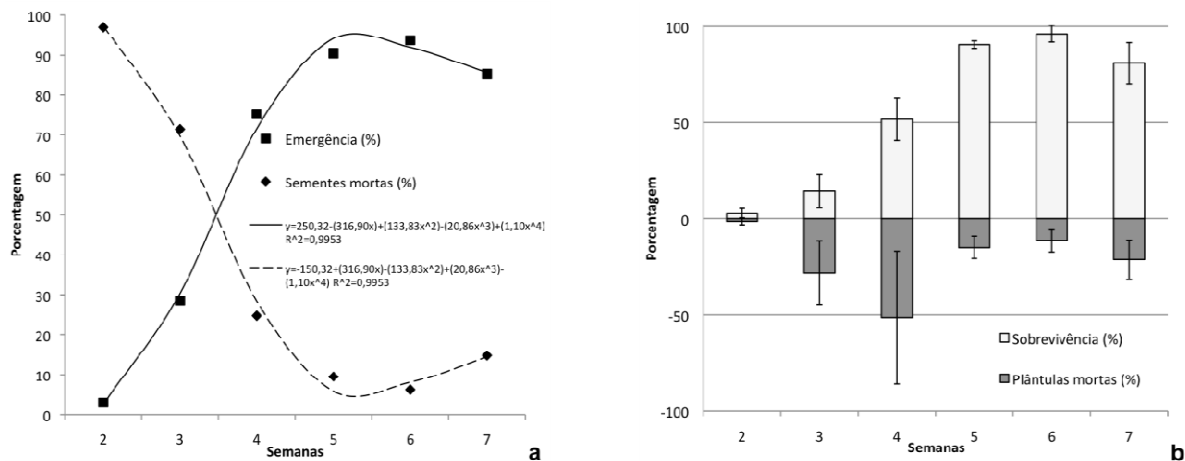 100
90
80
70
60
50
40
30
20
10
0
Porcentagem
2 3 4 5 6 7
Semanas
Emergência (%)
Sementes mortas (%)
y=250,32-(316,90x)+(133,83x^2)-(20,86x^3)+(1,10x^4)
R^2=0,9953
y=-150,32+(316,90x)-(133,83x^2)+(20,86x^3)-
(1,10x^4) R^2=0,9953
a
100
50
0
-50
-100
Porcentagem
Sobrevivência (%)
Plântulas mortas (%)
2 3 4 5 6 7
Semanas
b